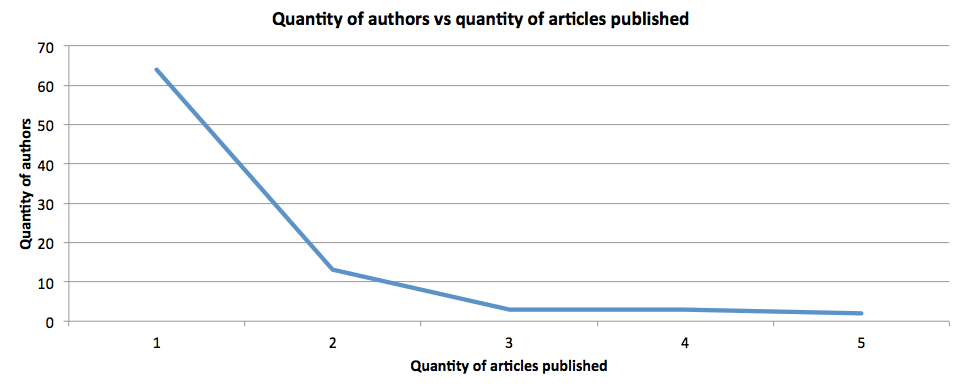 Quantity of authors vs quantity of articles published
70
60
50
40
30
20
10
0
Quantity of authors
1 2 3 4 5
Quantity of articles published